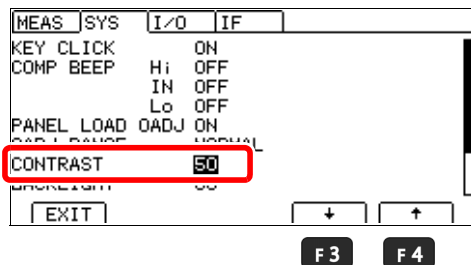 MEAS SYS I/O IF
KEY CLICK ON
COMP BEEP Hi OFF
IN OFF
Lo OFF
PANEL LOAD OADJ ON
CONTRAST 50
EXIT ↓ ↑
F3 F4